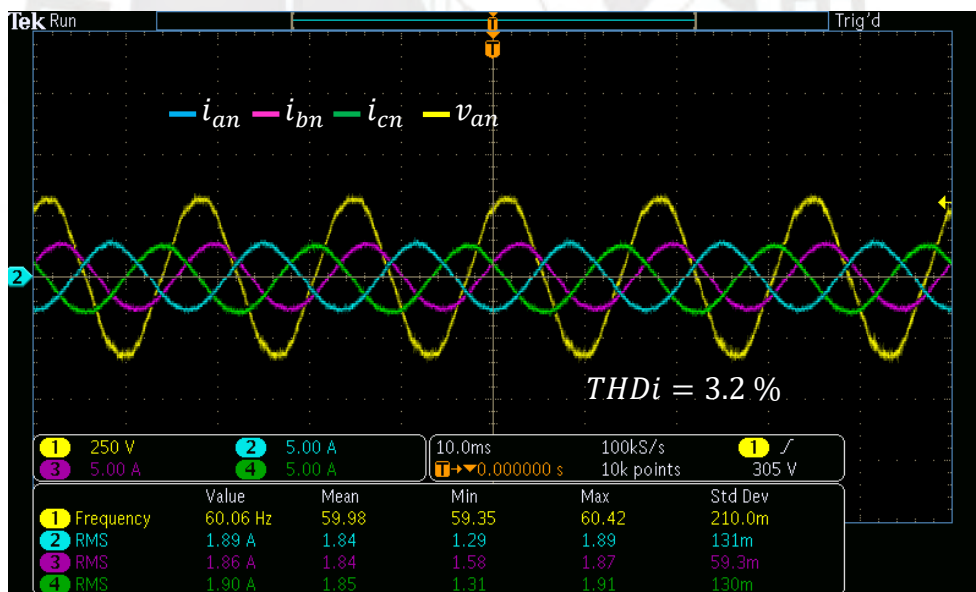 Tek Run Trig'd
T
T
i_an i_bn i_cn v_an
2
THDi = 3.2 %
1 250 V 2 5.00 A
3 5.00 A 4 5.00 A
10.0ms 100kS/s 1
T→▼0.000000 s 10k points 305 V
Value Mean Min Max Std Dev
1 Frequency 60.06 Hz 59.98 59.35 60.42 210.0m
2 RMS 1.89 A 1.84 1.29 1.89 131m
3 RMS 1.86 A 1.84 1.58 1.87 59.3m
4 RMS 1.90 A 1.85 1.31 1.91 130m